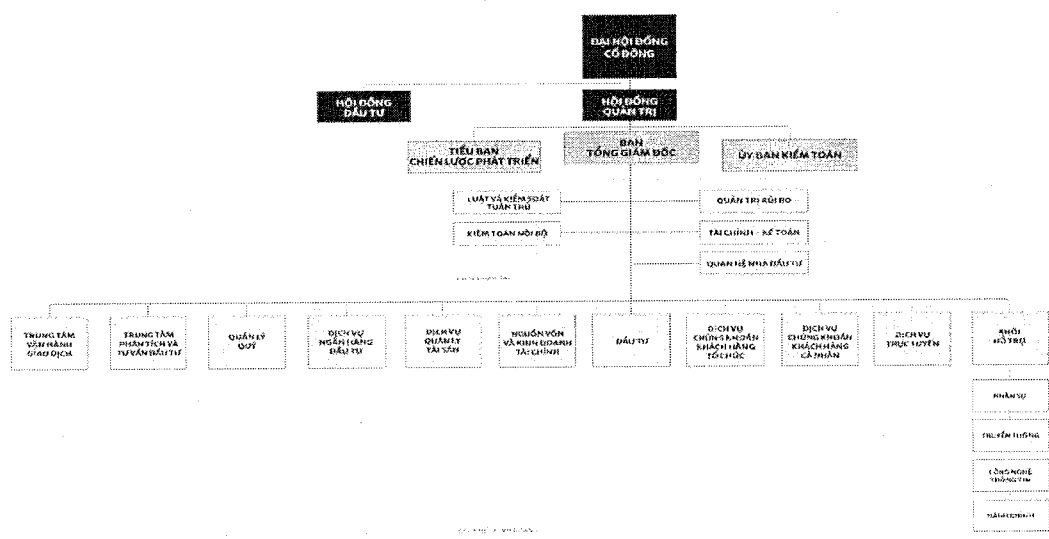 ĐẠI HỘI ĐỒNG
CỔ ĐÔNG
HỘI ĐỒNG
ĐẦU TƯ
HỘI ĐỒNG
QUẢN TRỊ
TIỂU BAN
CHIẾN LƯỢC PHÁT TRIỂN
BAN
TỔNG GIÁM ĐỐC
ỦY BAN KIỂM TOÁN
LUẬT VÀ KIỂM SOÁT
TUÂN THỦ
QUẢN TRỊ RỦI RO
KIỂM TOÁN NỘI BỘ
TÀI CHÍNH - KẾ TOÁN
QUAN HỆ NHÀ ĐẦU TƯ
TRUNG TÂM
VẬN HÀNH
GIAO DỊCH
TRUNG TÂM
PHÂN TÍCH VÀ
TƯ VẤN ĐẦU TƯ
QUẢN LÝ
QUỸ
DỊCH VỤ
NGÂN HÀNG
ĐẦU TƯ
DỊCH VỤ
QUẢN LÝ
TÀI SẢN
NGUỒN VỐN
VÀ KINH DOANH
TÀI CHÍNH
ĐẦU TƯ
DỊCH VỤ
CHỨNG KHOÁN
KHÁCH HÀNG
TỔ CHỨC
DỊCH VỤ
CHỨNG KHOÁN
KHÁCH HÀNG
CÁ NHÂN
DỊCH VỤ
TRỰC TUYẾN
KHỐI
HỖ TRỢ
NHÂN SỰ
TRUYỀN THÔNG
CÔNG NGHỆ
THÔNG TIN
HÀNH CHÍNH